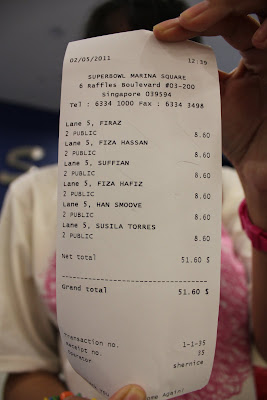 02/05/2011 12:39
SUPERBOWL MARINA SQUARE
6 Raffles Boulevard #03-200
Singapore 039594
Tel : 6334 1000 Fax : 6334 3498
Lane 5, FIRAZ
2 PUBLIC 8.60
Lane 5, FIZA HASSAN
2 PUBLIC 8.60
Lane 5, SUFFIAN
2 PUBLIC 8.60
Lane 5, FIZA HAFIZ
2 PUBLIC 8.60
Lane 5, HAN SMOOVE
2 PUBLIC 8.60
Lane 5, SUSILA TORRES
2 PUBLIC 8.60
Net total 51.60 $
Grand total 51.60 $
Transaction no. 1-1-35
Receipt no. 35
Operator shernice
Again!